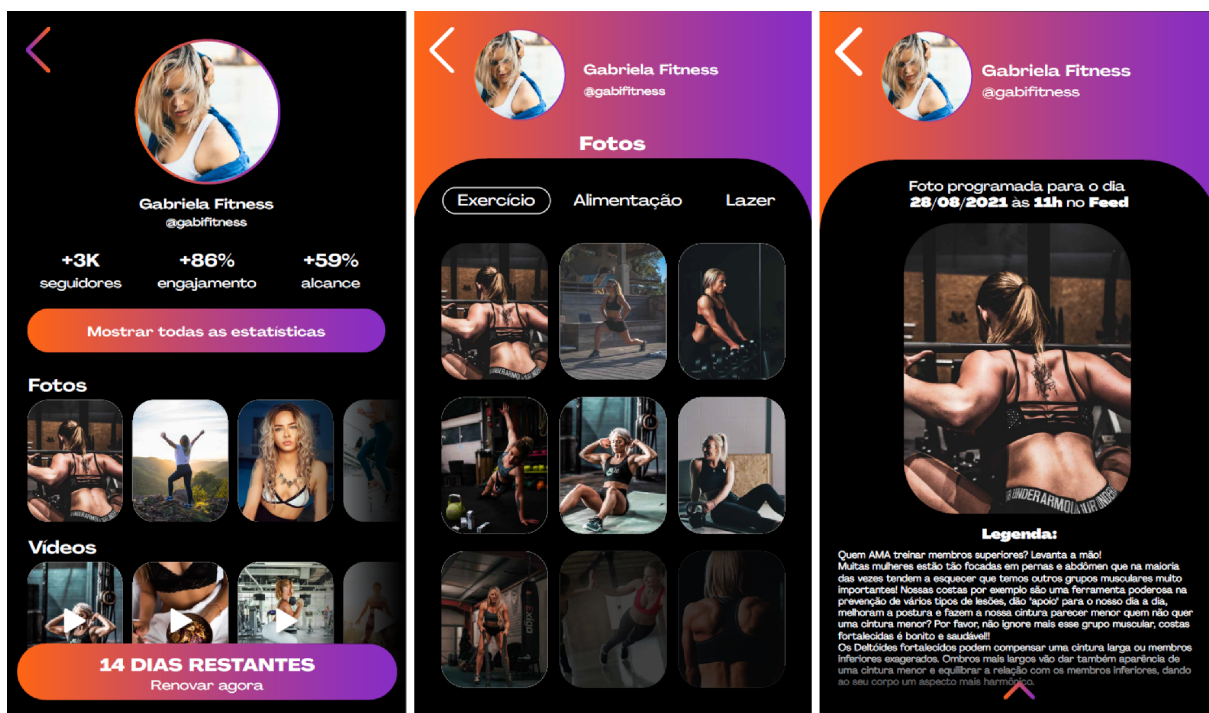 Gabriela Fitness
@gabifitness
+3K
+86%
+59%
seguidores
engajamento
alcance
Mostrar todas as estatísticas
Fotos
Vídeos
14 DIAS RESTANTES
Renovar agora
Gabriela Fitness
@gabifitness
Fotos
Exercício
Alimentação
Lazer
Gabriela Fitness
@gabifitness
Foto programada para o dia
28/08/2021 às 11h no Feed
UNDER ARMOUR UNDER
Legenda:
Quem AMA treinar membros superiores? Levanta a mão!
Muitas mulheres estão tão focadas em pernas e abdômen que na maioria
das vezes tendem a esquecer que temos outros grupos musculares muito
importantes! Nossas costas por exemplo são uma ferramenta poderosa na
prevenção de vários tipos de lesões, dão "apoio" para o nosso dia a dia,
melhoram a postura e fazem a nossa cintura parecer menor quem não quer
uma cintura menor? Por favor, não ignore mais esse grupo muscular, costas
fortalecidas é bonito e saudável!!
Os Deltóides fortalecidos podem compensar uma cintura larga ou membros
inferiores exagerados. Ombros mais largos vão dar também aparência de
uma cintura menor e equilibrar a relação com os membros inferiores, dando
ao seu corpo um aspecto mais harmônico.